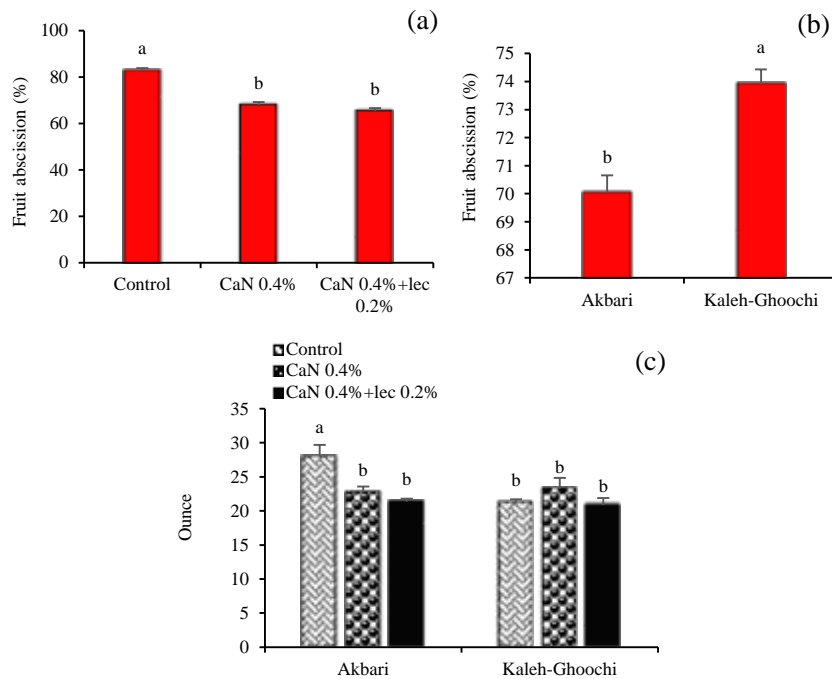 (a)
Fruit abscission (%)
100
80
60
40
20
0
a
b
b
Control
CaN 0.4%
CaN 0.4%+lec
0.2%
(b)
Fruit abscission (%)
75
74
73
72
71
70
69
68
67
b
a
Akbari
Kaleh-Ghoochi
(c)
Control
CaN 0.4%
CaN 0.4%+lec 0.2%
Ounce
35
30
25
20
15
10
5
0
a
b
b
b
b
b
Akbari
Kaleh-Ghoochi